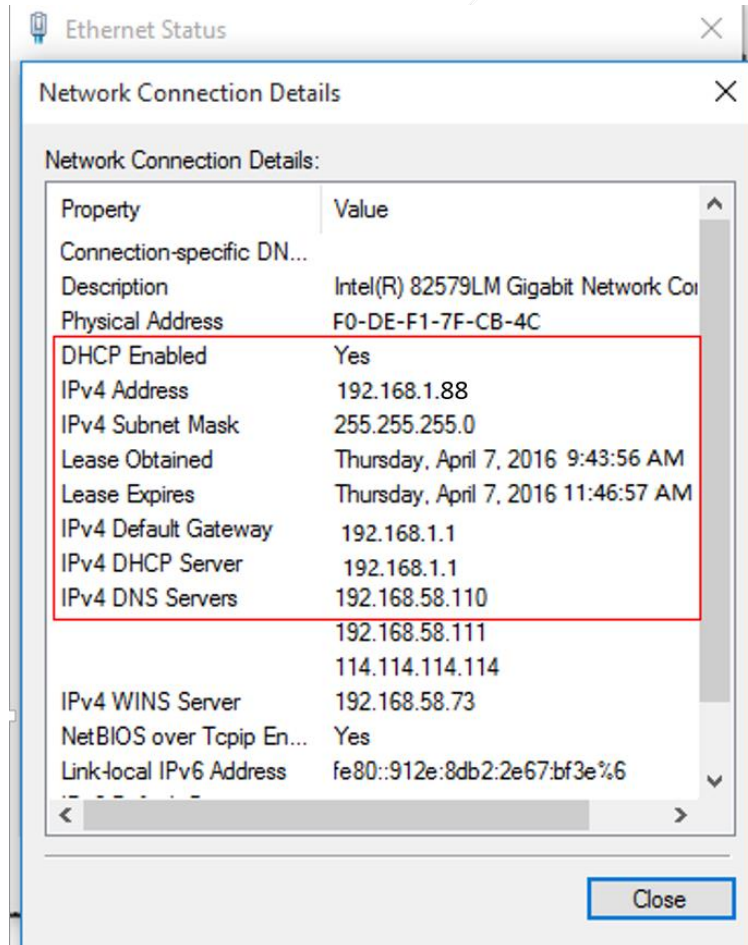 Ethernet Status
Network Connection Details
Network Connection Details:
Property Value
Connection-specific DN...
Description Intel(R) 82579LM Gigabit Network Co
Physical Address F0-DE-F1-7F-CB-4C
DHCP Enabled Yes
IPv4 Address 192.168.1.88
IPv4 Subnet Mask 255.255.255.0
Lease Obtained Thursday, April 7, 2016 9:43:56 AM
Lease Expires Thursday, April 7, 2016 11:46:57 AM
IPv4 Default Gateway 192.168.1.1
IPv4 DHCP Server 192.168.1.1
IPv4 DNS Servers 192.168.58.110
192.168.58.111
114.114.114.114
IPv4 WINS Server 192.168.58.73
NetBIOS over Tcpip En... Yes
Link-local IPv6 Address fe80::912e:8db2:2e67:bf3e%6
Close